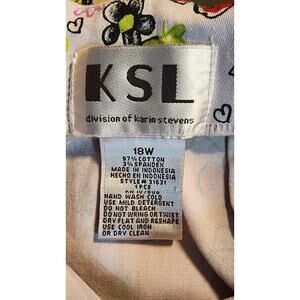 KSL
division of karin stevens
18W
97% COTTON
3% SPANDEX
MADE IN INDONESIA
HECHO EN INDONESIA
STYLE# 31631
1PCS
HAND WASH COLD
USE MILD DETERGENT
DO NOT BLEACH
DO NOT WRING OR TWIST
DRY FLAT AND RESHAPE
USE COOL IRON
OR DRY CLEAN